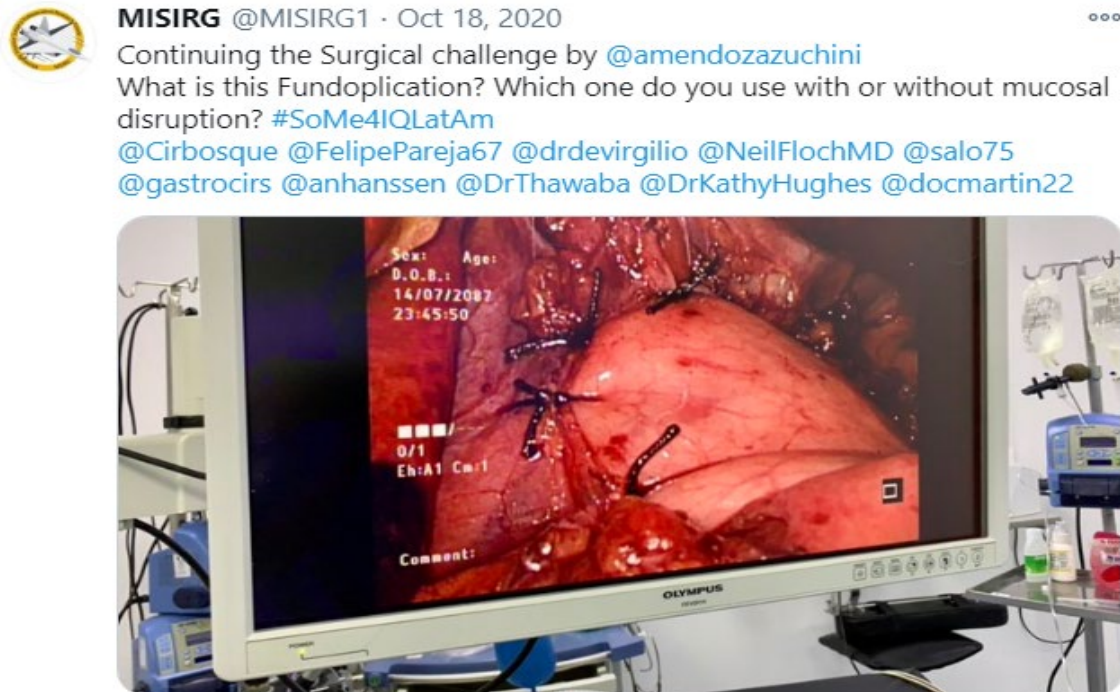 MISIRG @MISIRG1 · Oct 18, 2020
Continuing the Surgical challenge by @amendozazuchini
What is this Fundoplication? Which one do you use with or without mucosal
disruption? #SoMe4IQLatAm
@Cirbosque @FelipePareja67 @drdevirgilio @NeilFlochMD @salo75
@gastrocirs @anhanssen @DrThawaba @DrKathyHughes @docmartin22
Sex: Age:
D.O.B.:
14/07/2087
23:45:50
0/1
Eh:A1 Cm:1
Comment:
OLYMPUS
POWER